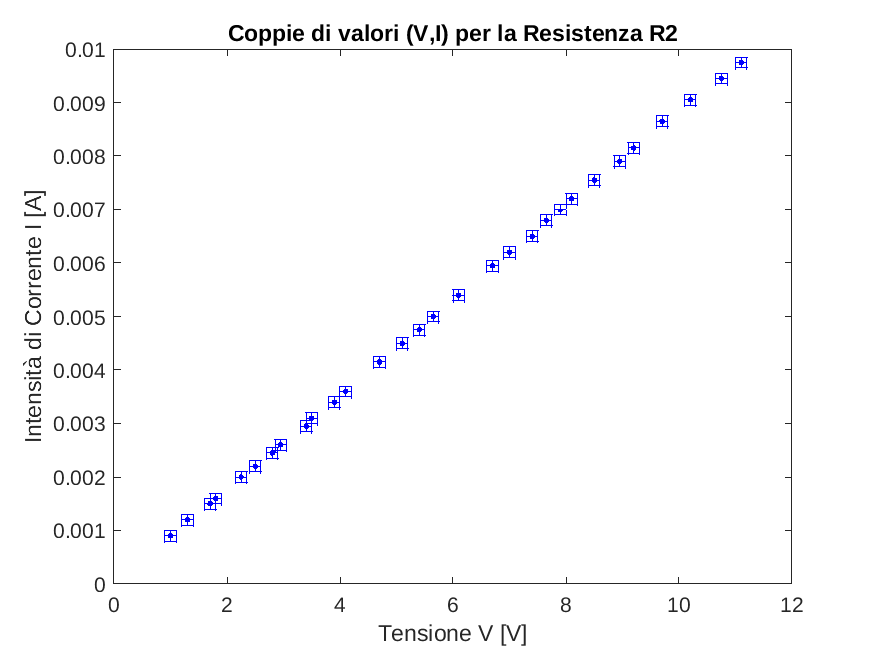 Coppie di valori (V,I) per la Resistenza R2
0.01
0.009
0.008
0.007
0.006
0.005
0.004
0.003
0.002
0.001
0
Intensità di Corrente I [A]
0 2 4 6 8 10 12
Tensione V [V]